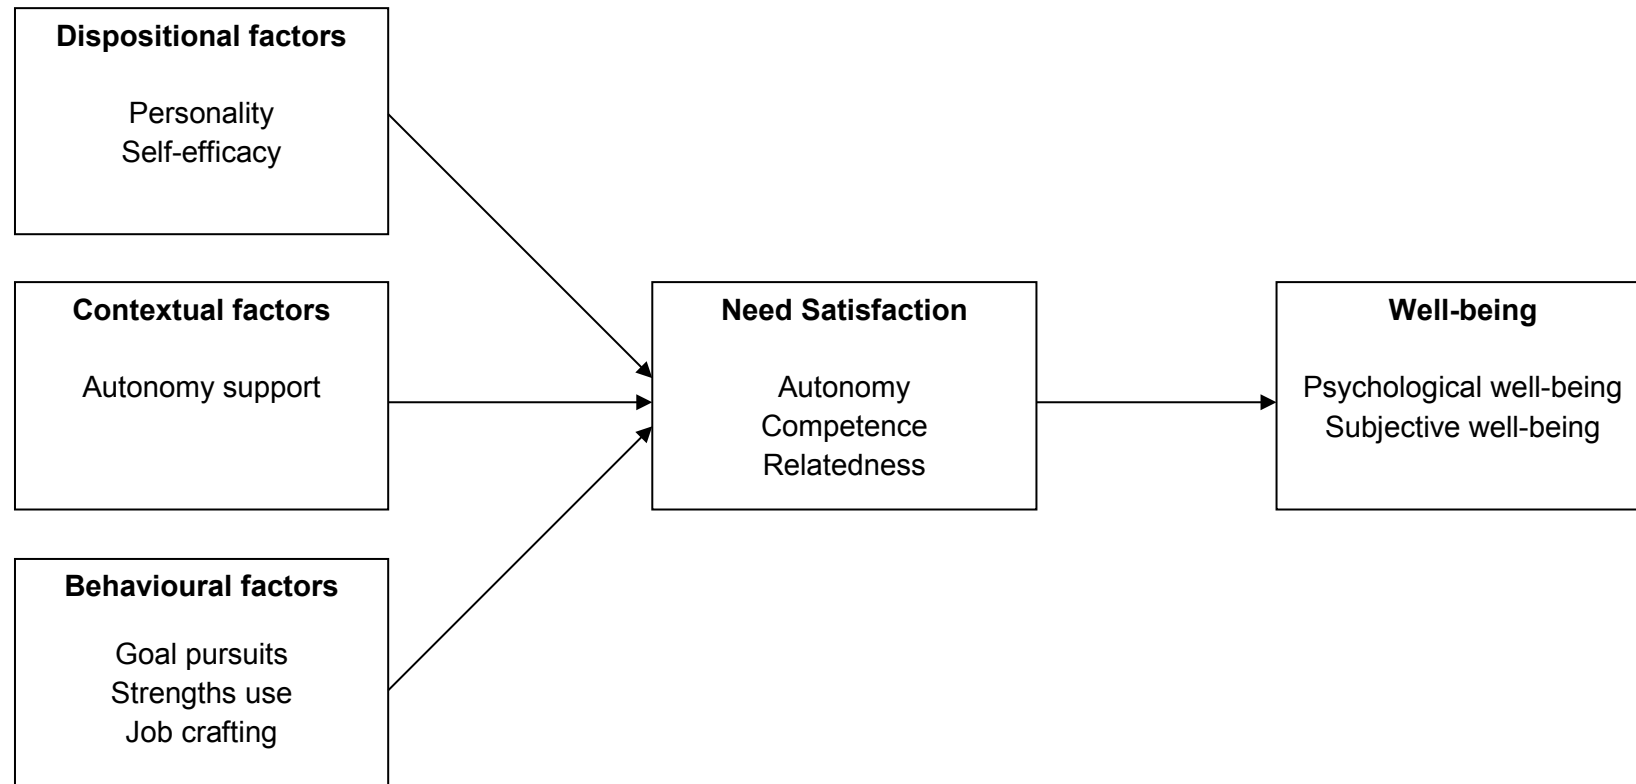 Dispositional factors
Personality
Self-efficacy
Contextual factors
Autonomy support
Behavioural factors
Goal pursuits
Strengths use
Job crafting
Need Satisfaction
Autonomy
Competence
Relatedness
Well-being
Psychological well-being
Subjective well-being